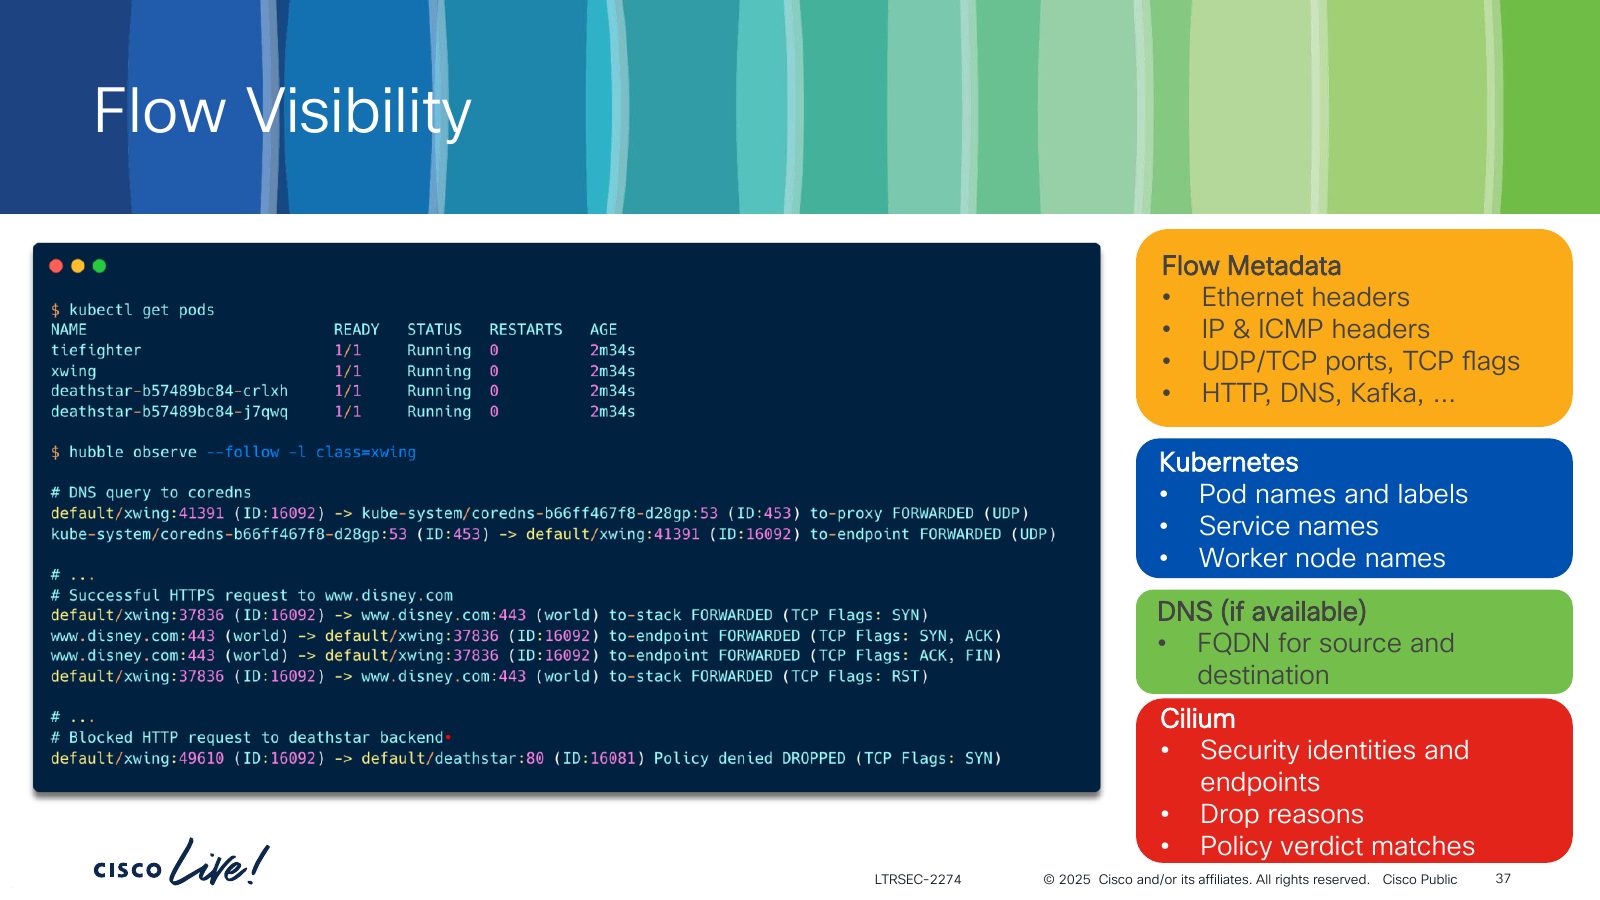 Flow Visibility
$ kubectl get pods
NAME READY STATUS RESTARTS AGE
tiefighter 1/1 Running 0 2m34s
xwing 1/1 Running 0 2m34s
deathstar-b57489bc84-crlxh 1/1 Running 0 2m34s
deathstar-b57489bc84-j7qwq 1/1 Running 0 2m34s
$ hubble observe --follow -l class=xwing
# DNS query to coredns
default/xwing:41391 (ID:16092) -> kube-system/coredns-b66ff467f8-d28gp:53 (ID:453) to-proxy FORWARDED (UDP)
kube-system/coredns-b66ff467f8-d28gp:53 (ID:453) -> default/xwing:41391 (ID:16092) to-endpoint FORWARDED (UDP)
# ...
# Successful HTTPS request to www.disney.com
default/xwing:37836 (ID:16092) -> www.disney.com:443 (world) to-stack FORWARDED (TCP Flags: SYN)
www.disney.com:443 (world) -> default/xwing:37836 (ID:16092) to-endpoint FORWARDED (TCP Flags: SYN, ACK)
www.disney.com:443 (world) -> default/xwing:37836 (ID:16092) to-endpoint FORWARDED (TCP Flags: ACK, FIN)
default/xwing:37836 (ID:16092) -> www.disney.com:443 (world) to-stack FORWARDED (TCP Flags: RST)
# ...
# Blocked HTTP request to deathstar backend•
default/xwing:49610 (ID:16092) -> default/deathstar:80 (ID:16081) Policy denied DROPPED (TCP Flags: SYN)
Flow Metadata
• Ethernet headers
• IP & ICMP headers
• UDP/TCP ports, TCP flags
• HTTP, DNS, Kafka, ...
Kubernetes
• Pod names and labels
• Service names
• Worker node names
DNS (if available)
• FQDN for source and
destination
Cilium
• Security identities and
endpoints
• Drop reasons
• Policy verdict matches
CISCO Live!
LTRSEC-2274
© 2025 Cisco and/or its affiliates. All rights reserved. Cisco Public
37